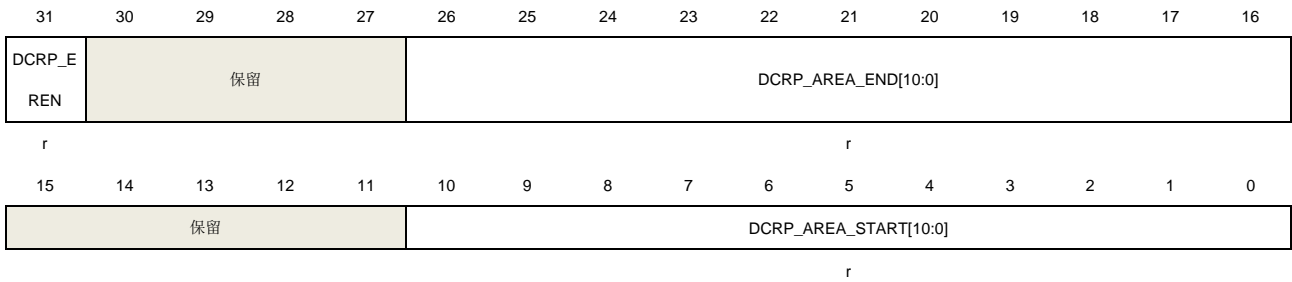 31 30 29 28 27 26 25 24 23 22 21 20 19 18 17 16
DCRP_E
REN
保留
DCRP_AREA_END[10:0]
r r
15 14 13 12 11 10 9 8 7 6 5 4 3 2 1 0
保留 DCRP_AREA_START[10:0]
r